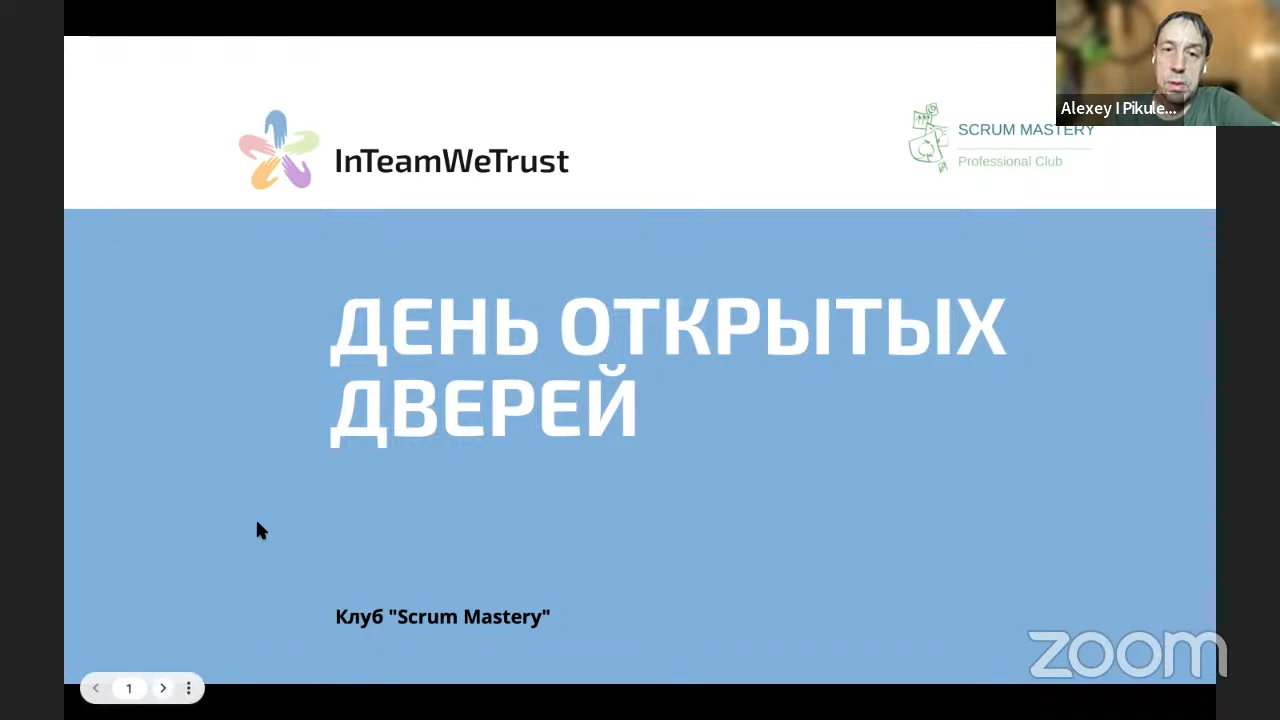 Alexey I Pikule...
InTeamWeTrust
SCRUM MASTERY
Professional Club
ДЕНЬ ОТКРЫТЫХ
ДВЕРЕЙ
Клуб "Scrum Mastery"
zoom
1